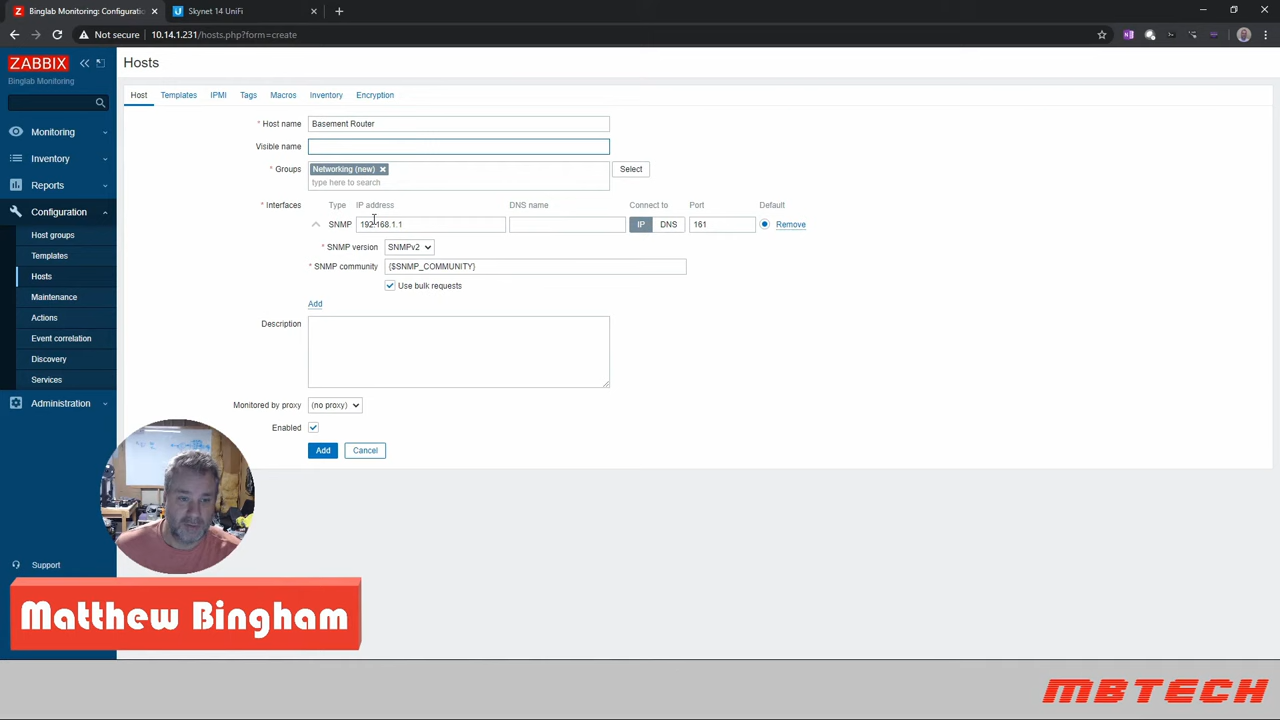 Binglab Monitoring: Configuratio
Skynet 14 UniFi
Not secure
10.14.1.231/hosts.php?form=create
ZABBIX
Binglab Monitoring
Monitoring
Inventory
Reports
Configuration
Host groups
Templates
Hosts
Maintenance
Actions
Event correlation
Discovery
Services
Administration
Support
Hosts
Host Templates IPMI Tags Macros Inventory Encryption
* Host name Basement Router
Visible name
* Groups Networking (new) Select
type here to search
* Interfaces Type IP address DNS name Connect to Port Default
SNMP 192.168.1.1 IP DNS 161 Remove
* SNMP version SNMPv2
* SNMP community {$SNMP_COMMUNITY}
Use bulk requests
Add
Description
Monitored by proxy (no proxy)
Enabled
Add Cancel
Matthew Bingham
MBTECH